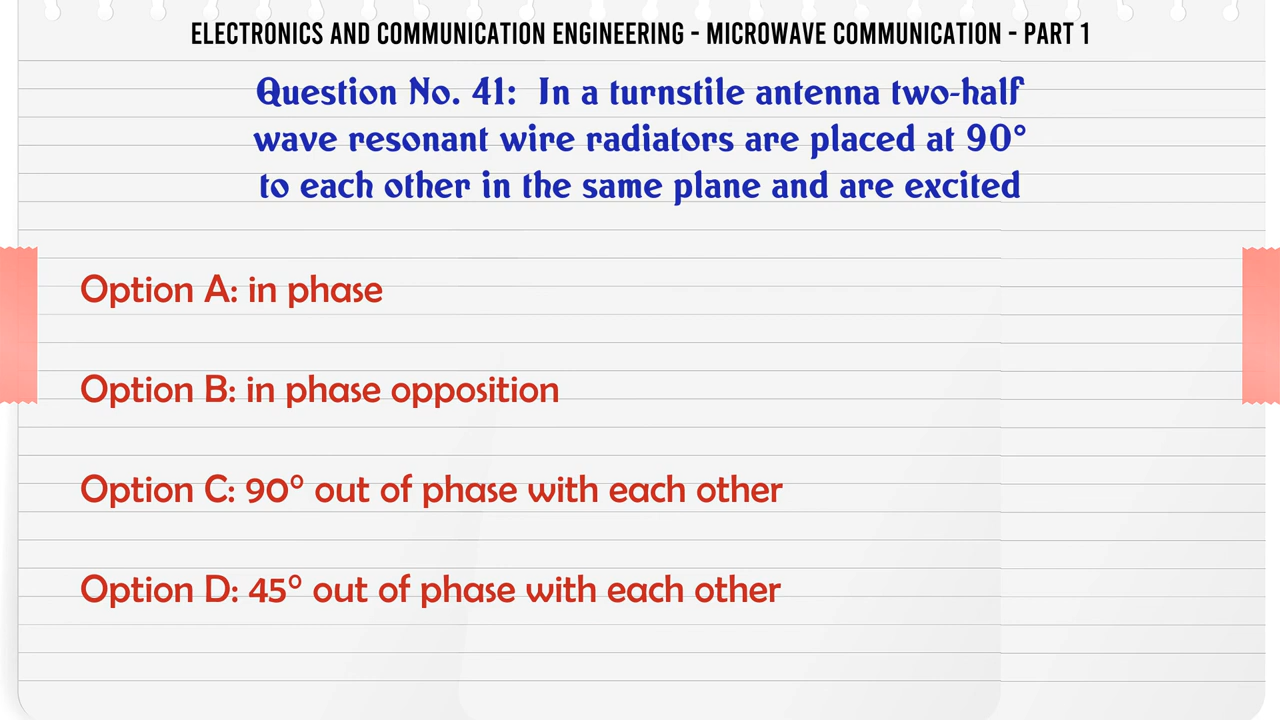 ELECTRONICS AND COMMUNICATION ENGINEERING - MICROWAVE COMMUNICATION - PART 1
Question No. 41: In a turnstile antenna two-half
wave resonant wire radiators are placed at 90°
to each other in the same plane and are excited
Option A: in phase
Option B: in phase opposition
Option C: 90° out of phase with each other
Option D: 45° out of phase with each other